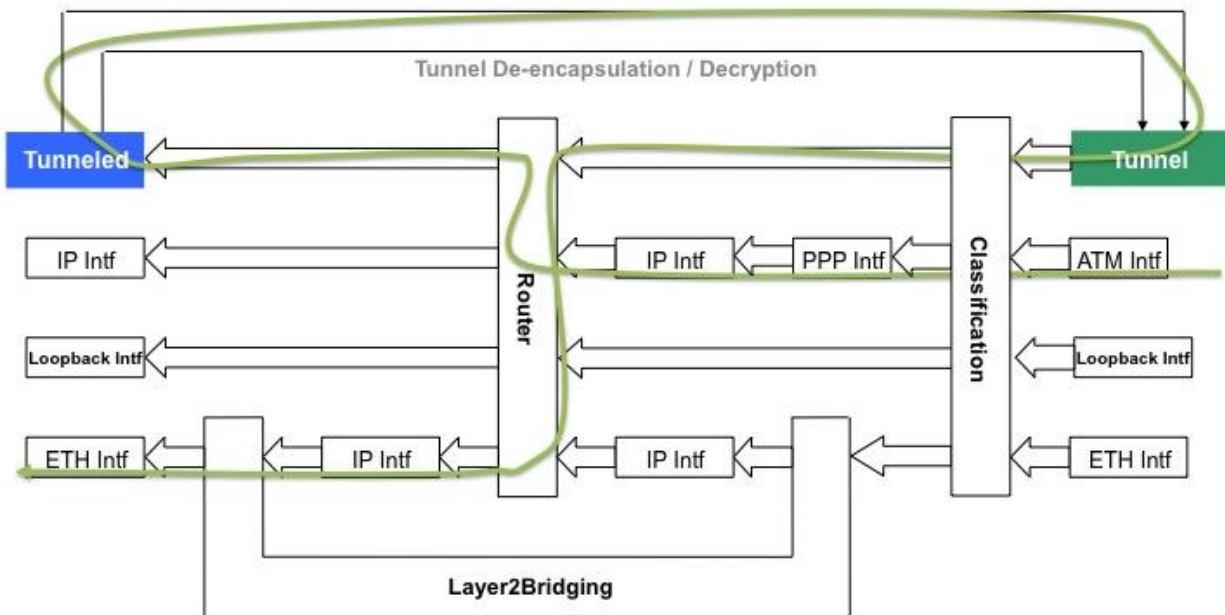 Tunnel De-encapsulation / Decryption
Tunneled
Tunnel
IP Intf
IP Intf
PPP Intf
ATM Intf
Router
Classification
Loopback Intf
Loopback Intf
ETH Intf
IP Intf
IP Intf
ETH Intf
Layer2Bridging